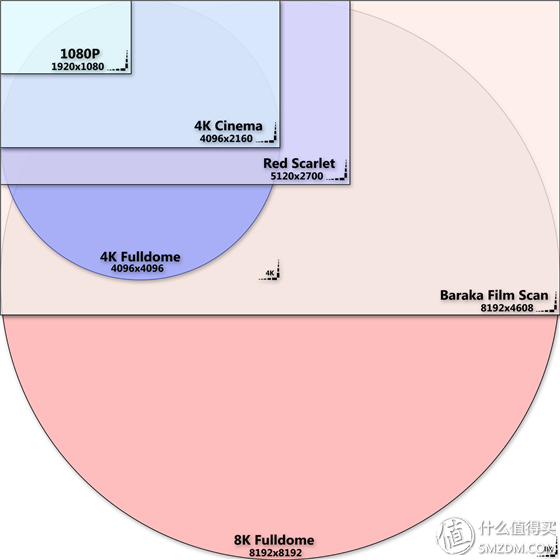 1080P
1920x1080
4K Cinema
4096x2160
Red Scarlet
5120x2700
4K Fulldome
4096x4096
4K
Baraka Film Scan
8192x4608
8K Fulldome
8192x8192
值 什么值得买
SMZDM.COM